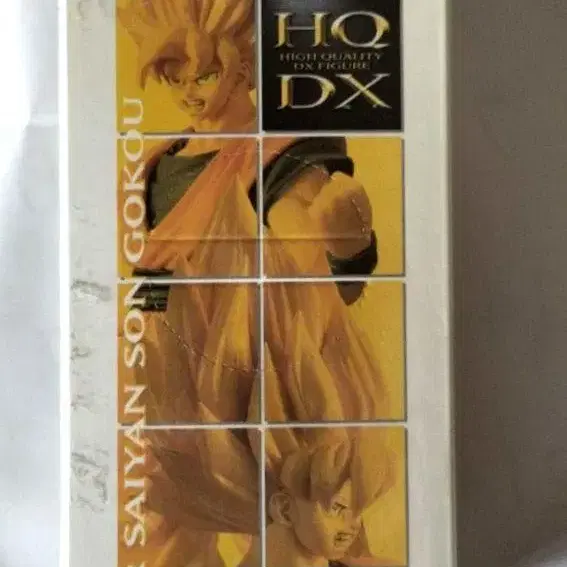 HQ
HIGH QUALITY
DX FIGURE
DX
SAIYAN SON GOKOU